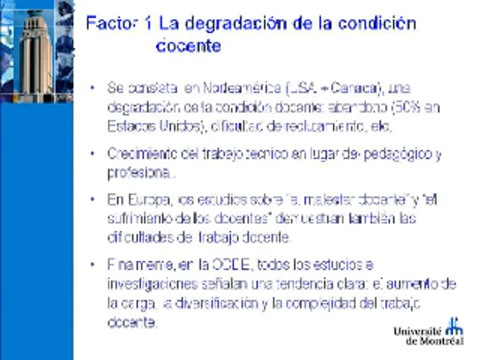 Factor 1 La degradación de la condición
docente
• Se constata en Norteamérica (USA + Canadá), una
degradación de la condición docente: abandono (50% en
Estados Unidos), dificultad de reclutamiento, etc.
• Crecimiento del trabajo técnico en lugar del pedagógico y
profesional.
• En Europa, los estudios sobre "el malestar docente" y "el
sufrimiento de los docentes" demuestran también las
dificultades del trabajo docente.
• Finalmente, en la OCDE, todos los estudios e
investigaciones señalan una tendencia clara: el aumento de
la carga, la diversificación y la complejidad del trabajo
docente.
Université
de Montréal